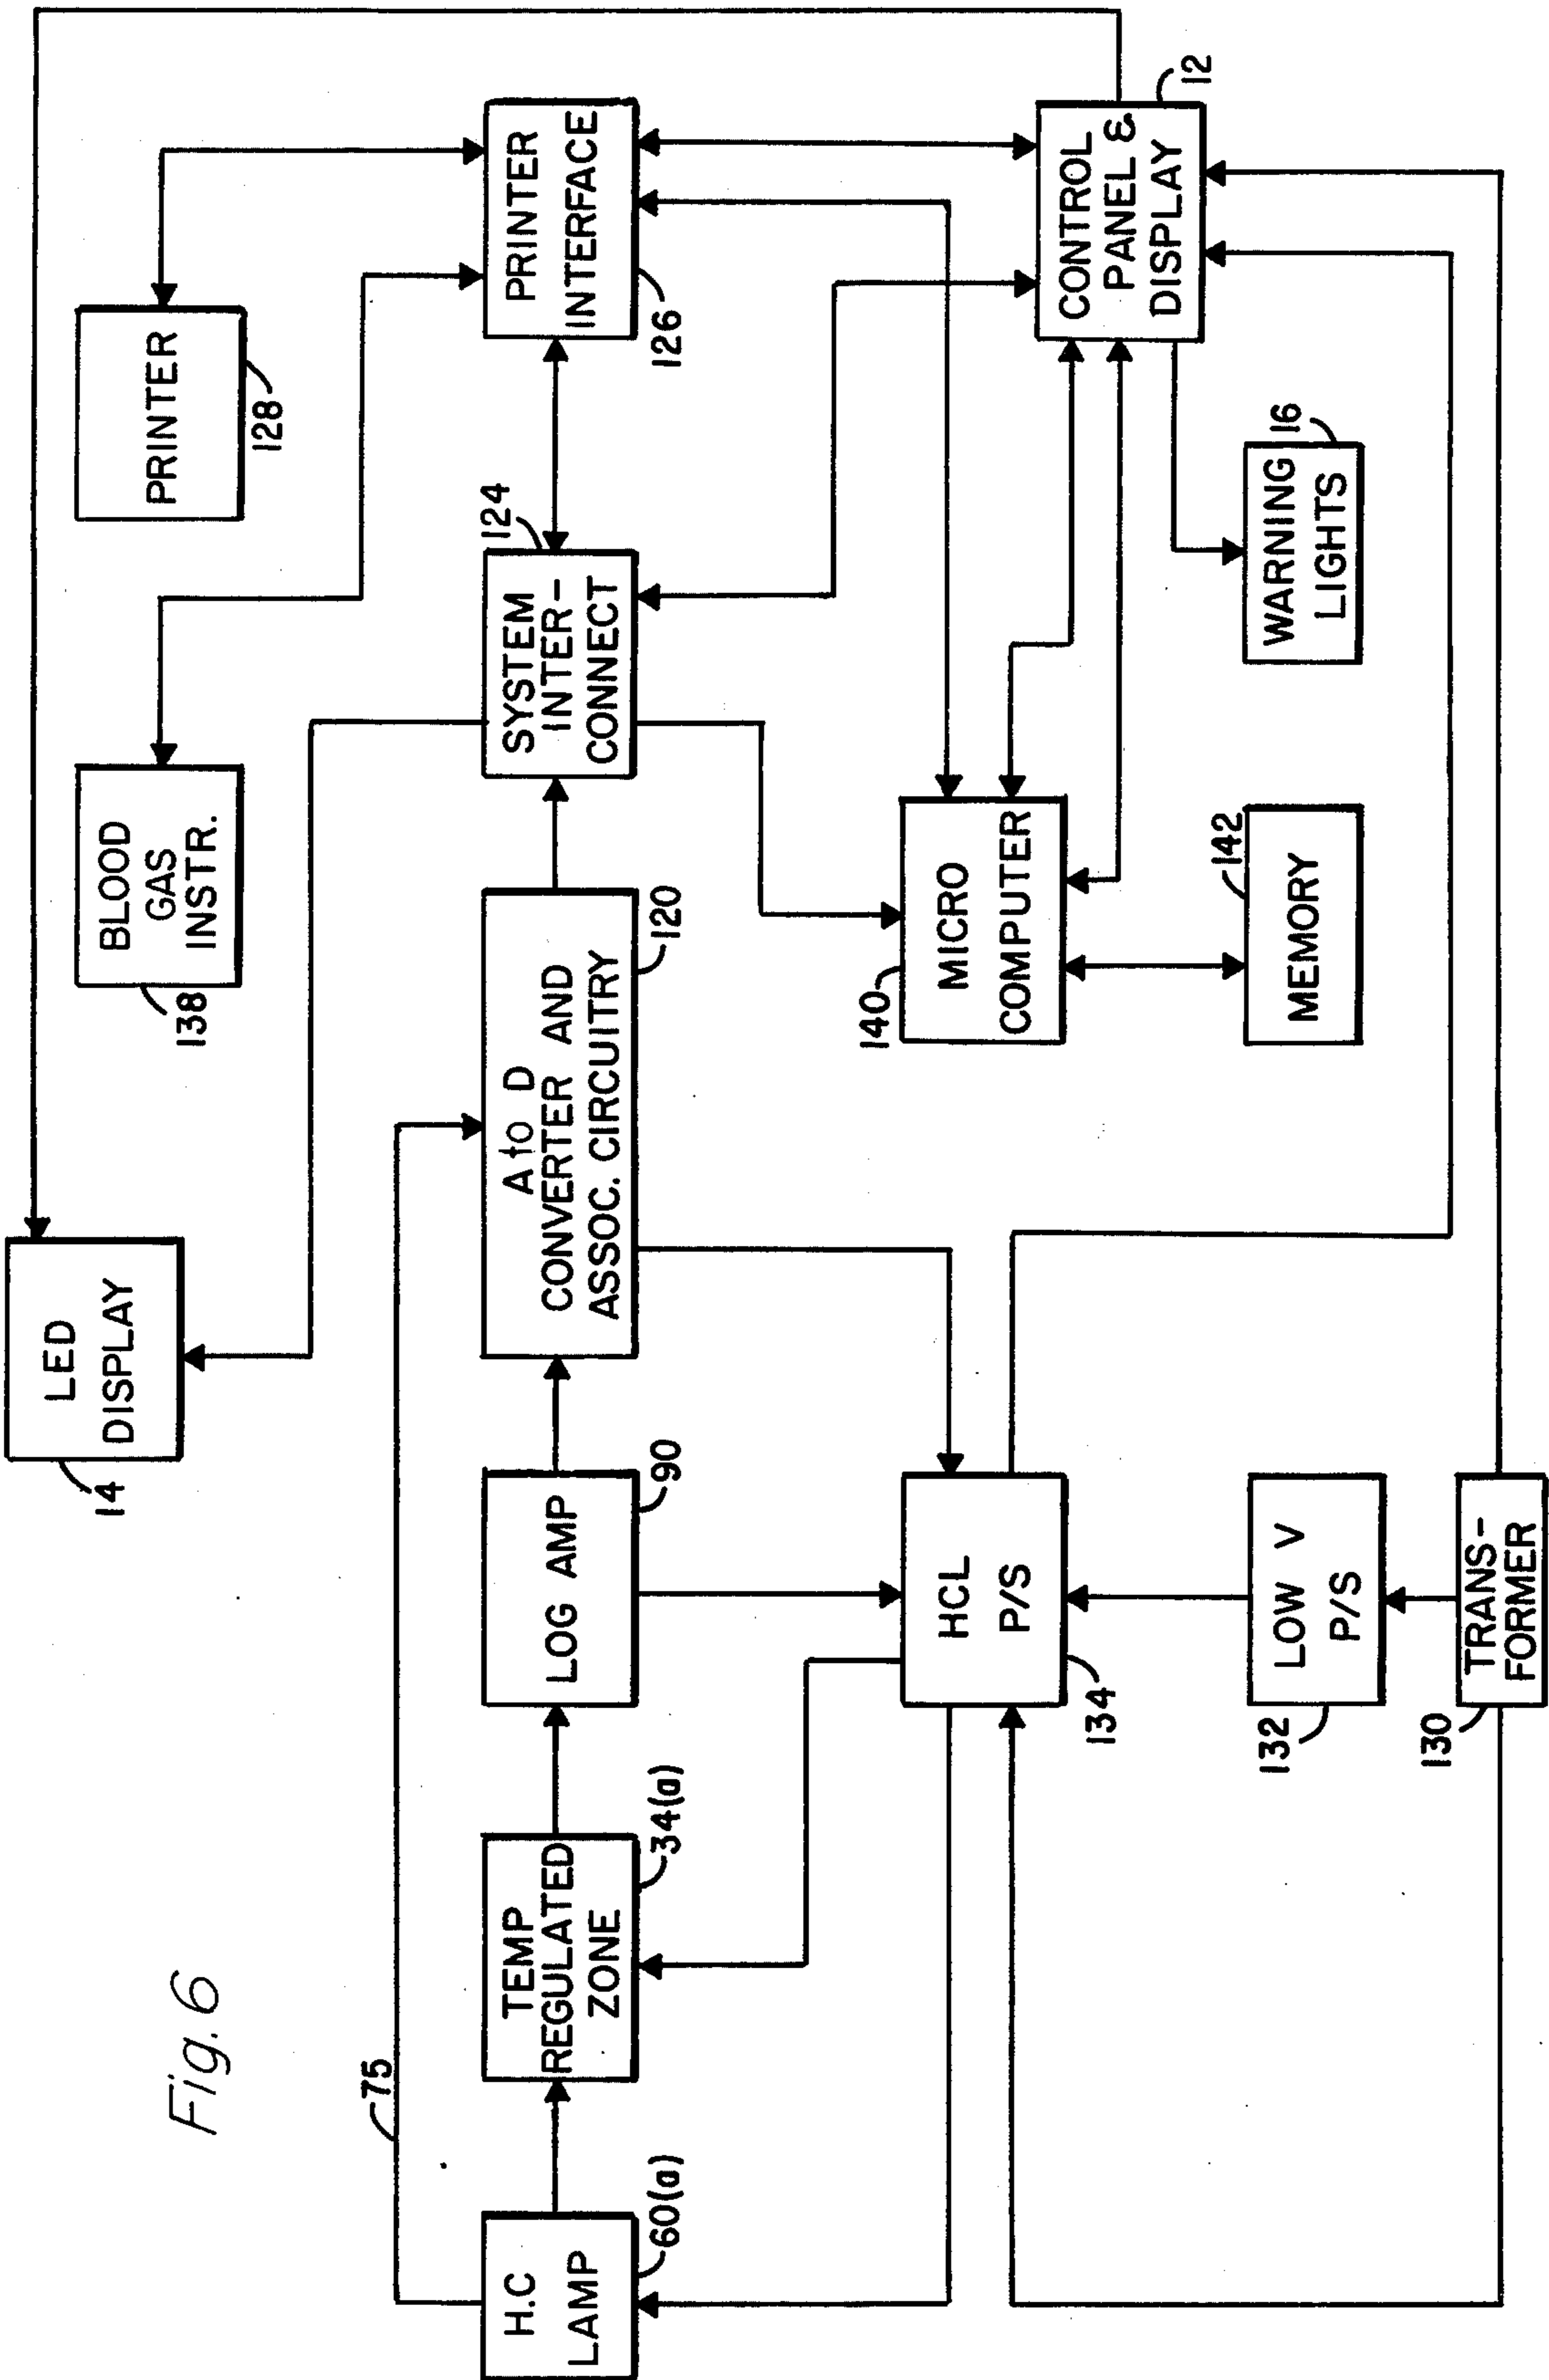 Fig. 6
LED
DISPLAY
14
PRINTER
128
BLOOD
GAS
INSTR.
138
75
H.C
LAMP
60(a)
TEMP
REGULATED
ZONE
34(a)
LOG AMP
90
A to D
CONVERTER AND
ASSOC. CIRCUITRY
120
SYSTEM
INTER-
CONNECT
124
PRINTER
INTERFACE
126
HCL
P/S
134
MICRO
COMPUTER
140
CONTROL
PANEL &
DISPLAY
12
LOW V
P/S
132
MEMORY
142
WARNING
LIGHTS
16
TRANS-
FORMER
130